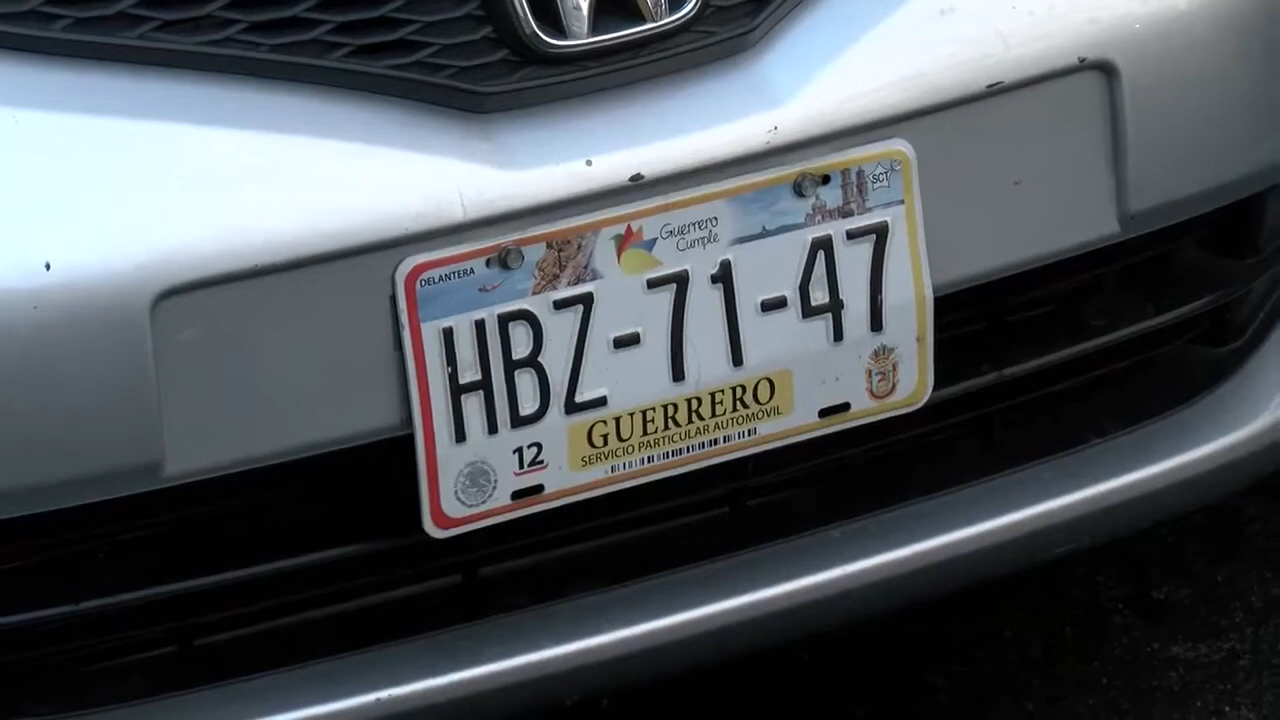 DELANTERA
Guerrero
Cumple
SCT
HBZ-71-47
12
GUERRERO
SERVICIO PARTICULAR AUTOMÓVIL